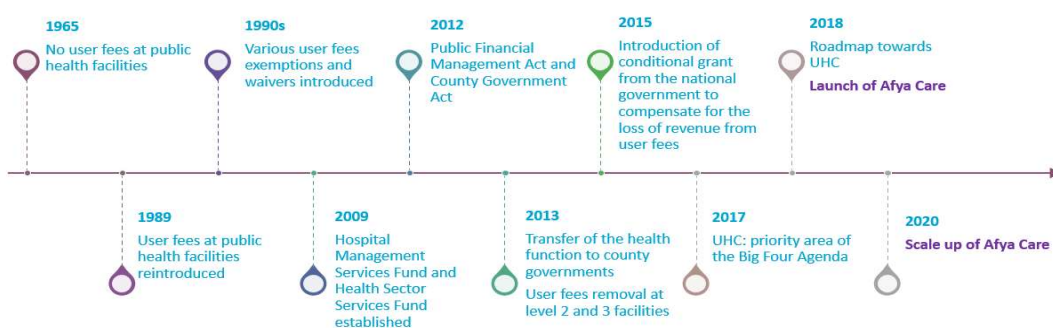 1965
No user fees at public
health facilities
1990s
Various user fees
exemptions and
waivers introduced
2012
Public Financial
Management Act and
County Government
Act
2015
Introduction of
conditional grant
from the national
government to
compensate for the
loss of revenue from
user fees
2018
Roadmap towards
UHC
Launch of Afya Care
1989
User fees at public
health facilities
reintroduced
2009
Hospital
Management
Services Fund and
Health Sector
Services Fund
established
2013
Transfer of the health
function to county
governments
User fees removal at
level 2 and 3 facilities
2017
UHC: priority area of
the Big Four Agenda
2020
Scale up of Afya Care